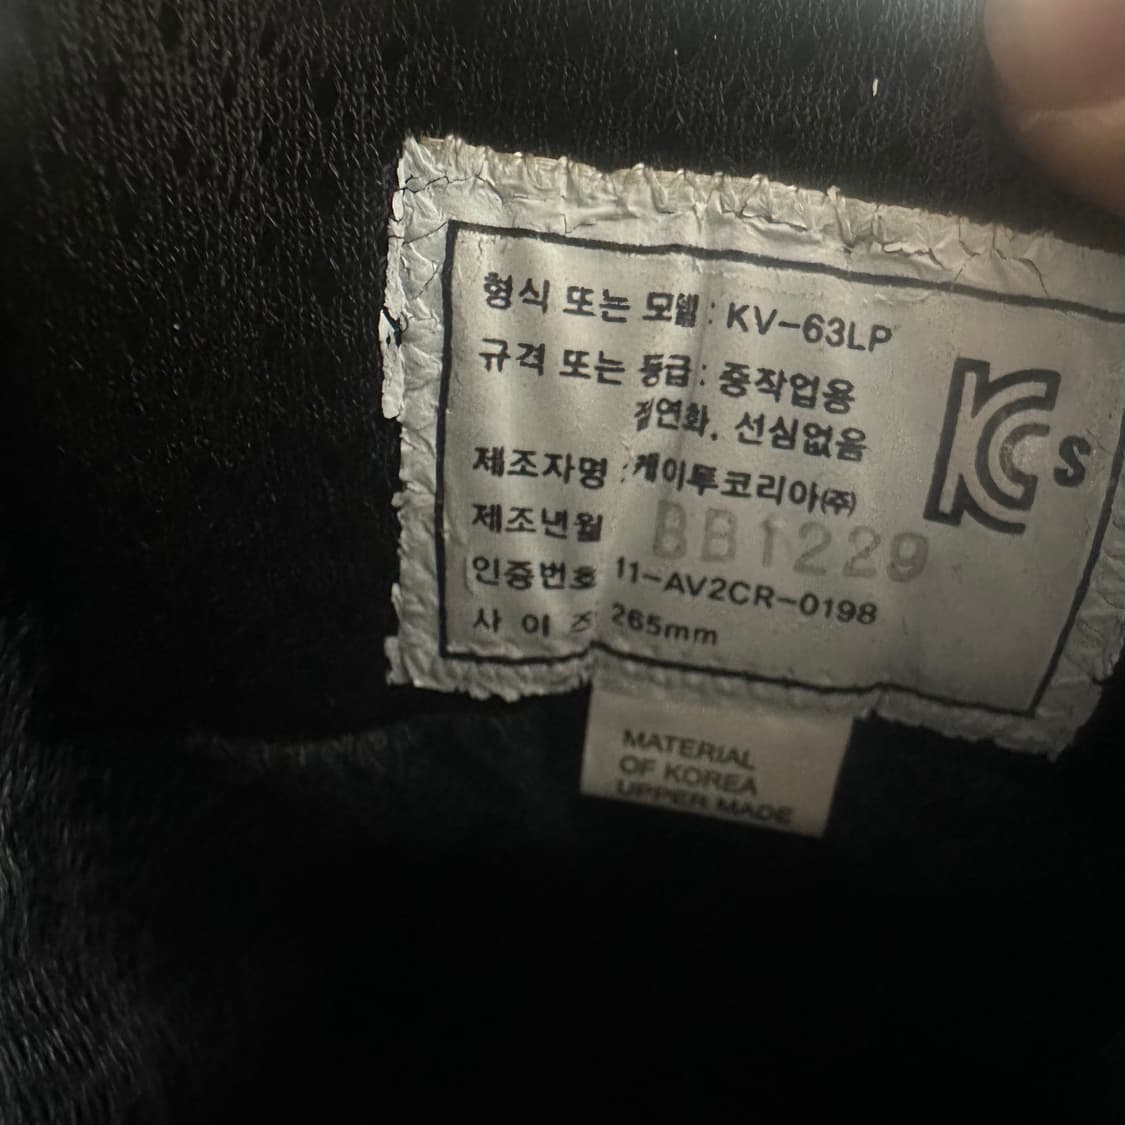 형식 또는 모델 : KV-63LP
규격 또는 등급 : 중작업용
절연화, 선심없음
제조자명 : 케이투코리아(주)
제조년월 BB1229
인증번호 11-AV2CR-0198
사이즈 265mm
KCs
MATERIAL
OF KOREA
UPPER MADE